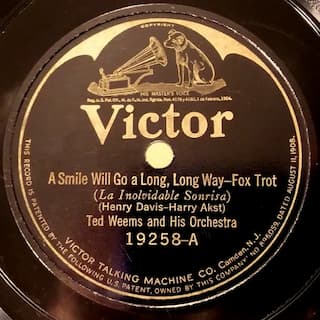 HIS MASTER'S VOICE
Victor
A Smile Will Go a Long, Long Way—Fox Trot
(La Inolvidable Sonrisa)
(Henry Davis-Harry Akst)
Ted Weems and His Orchestra
19258-A
VICTOR TALKING MACHINE CO. Camden, N.J.
THIS RECORD IS PATENTED BY THE FOLLOWING U.S. PATENTS OWNED BY THIS COMPANY NO 896059, DATED AUGUST 11, 1908.